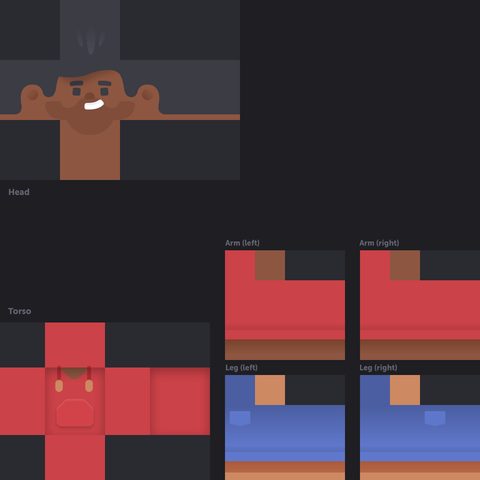 Head
Arm (left)
Arm (right)
Torso
Leg (left)
Leg (right)